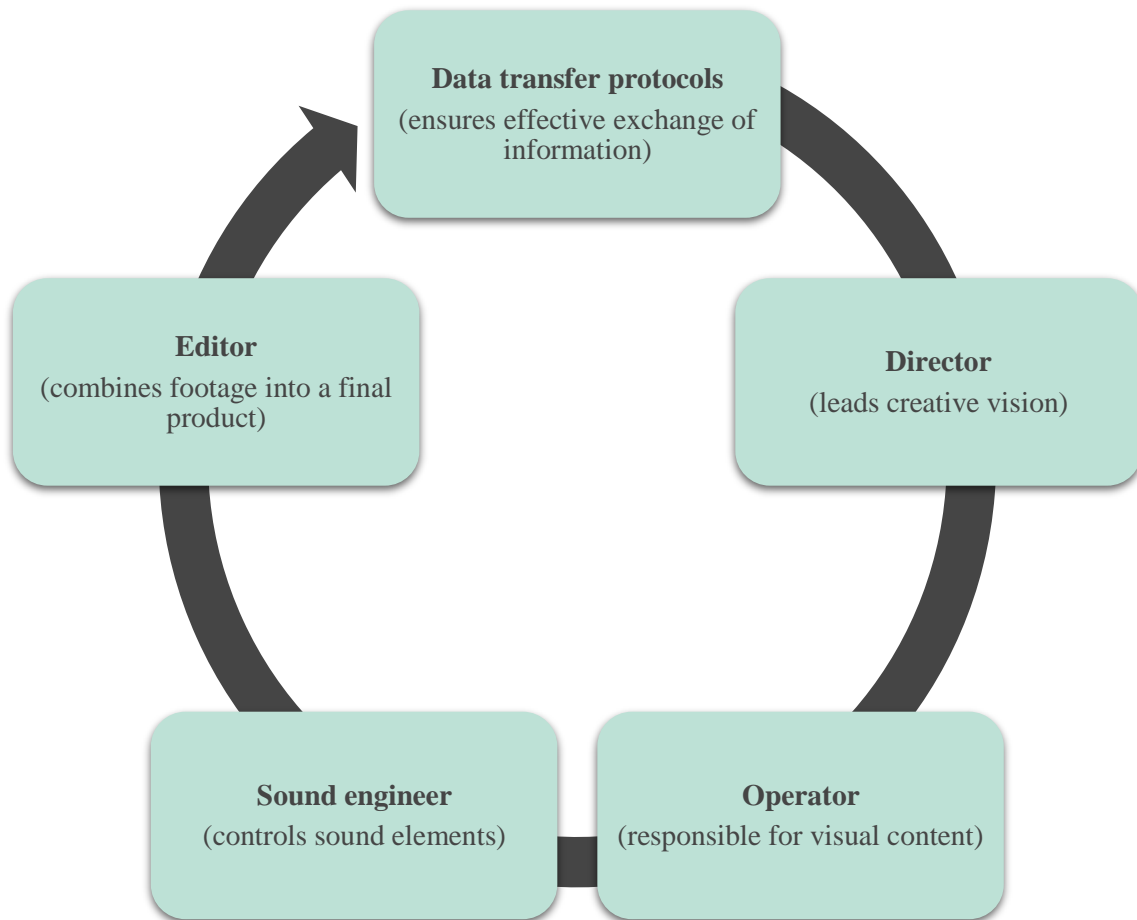 Data transfer protocols
(ensures effective exchange of
information)
Director
(leads creative vision)
Operator
(responsible for visual content)
Sound engineer
(controls sound elements)
Editor
(combines footage into a final
product)